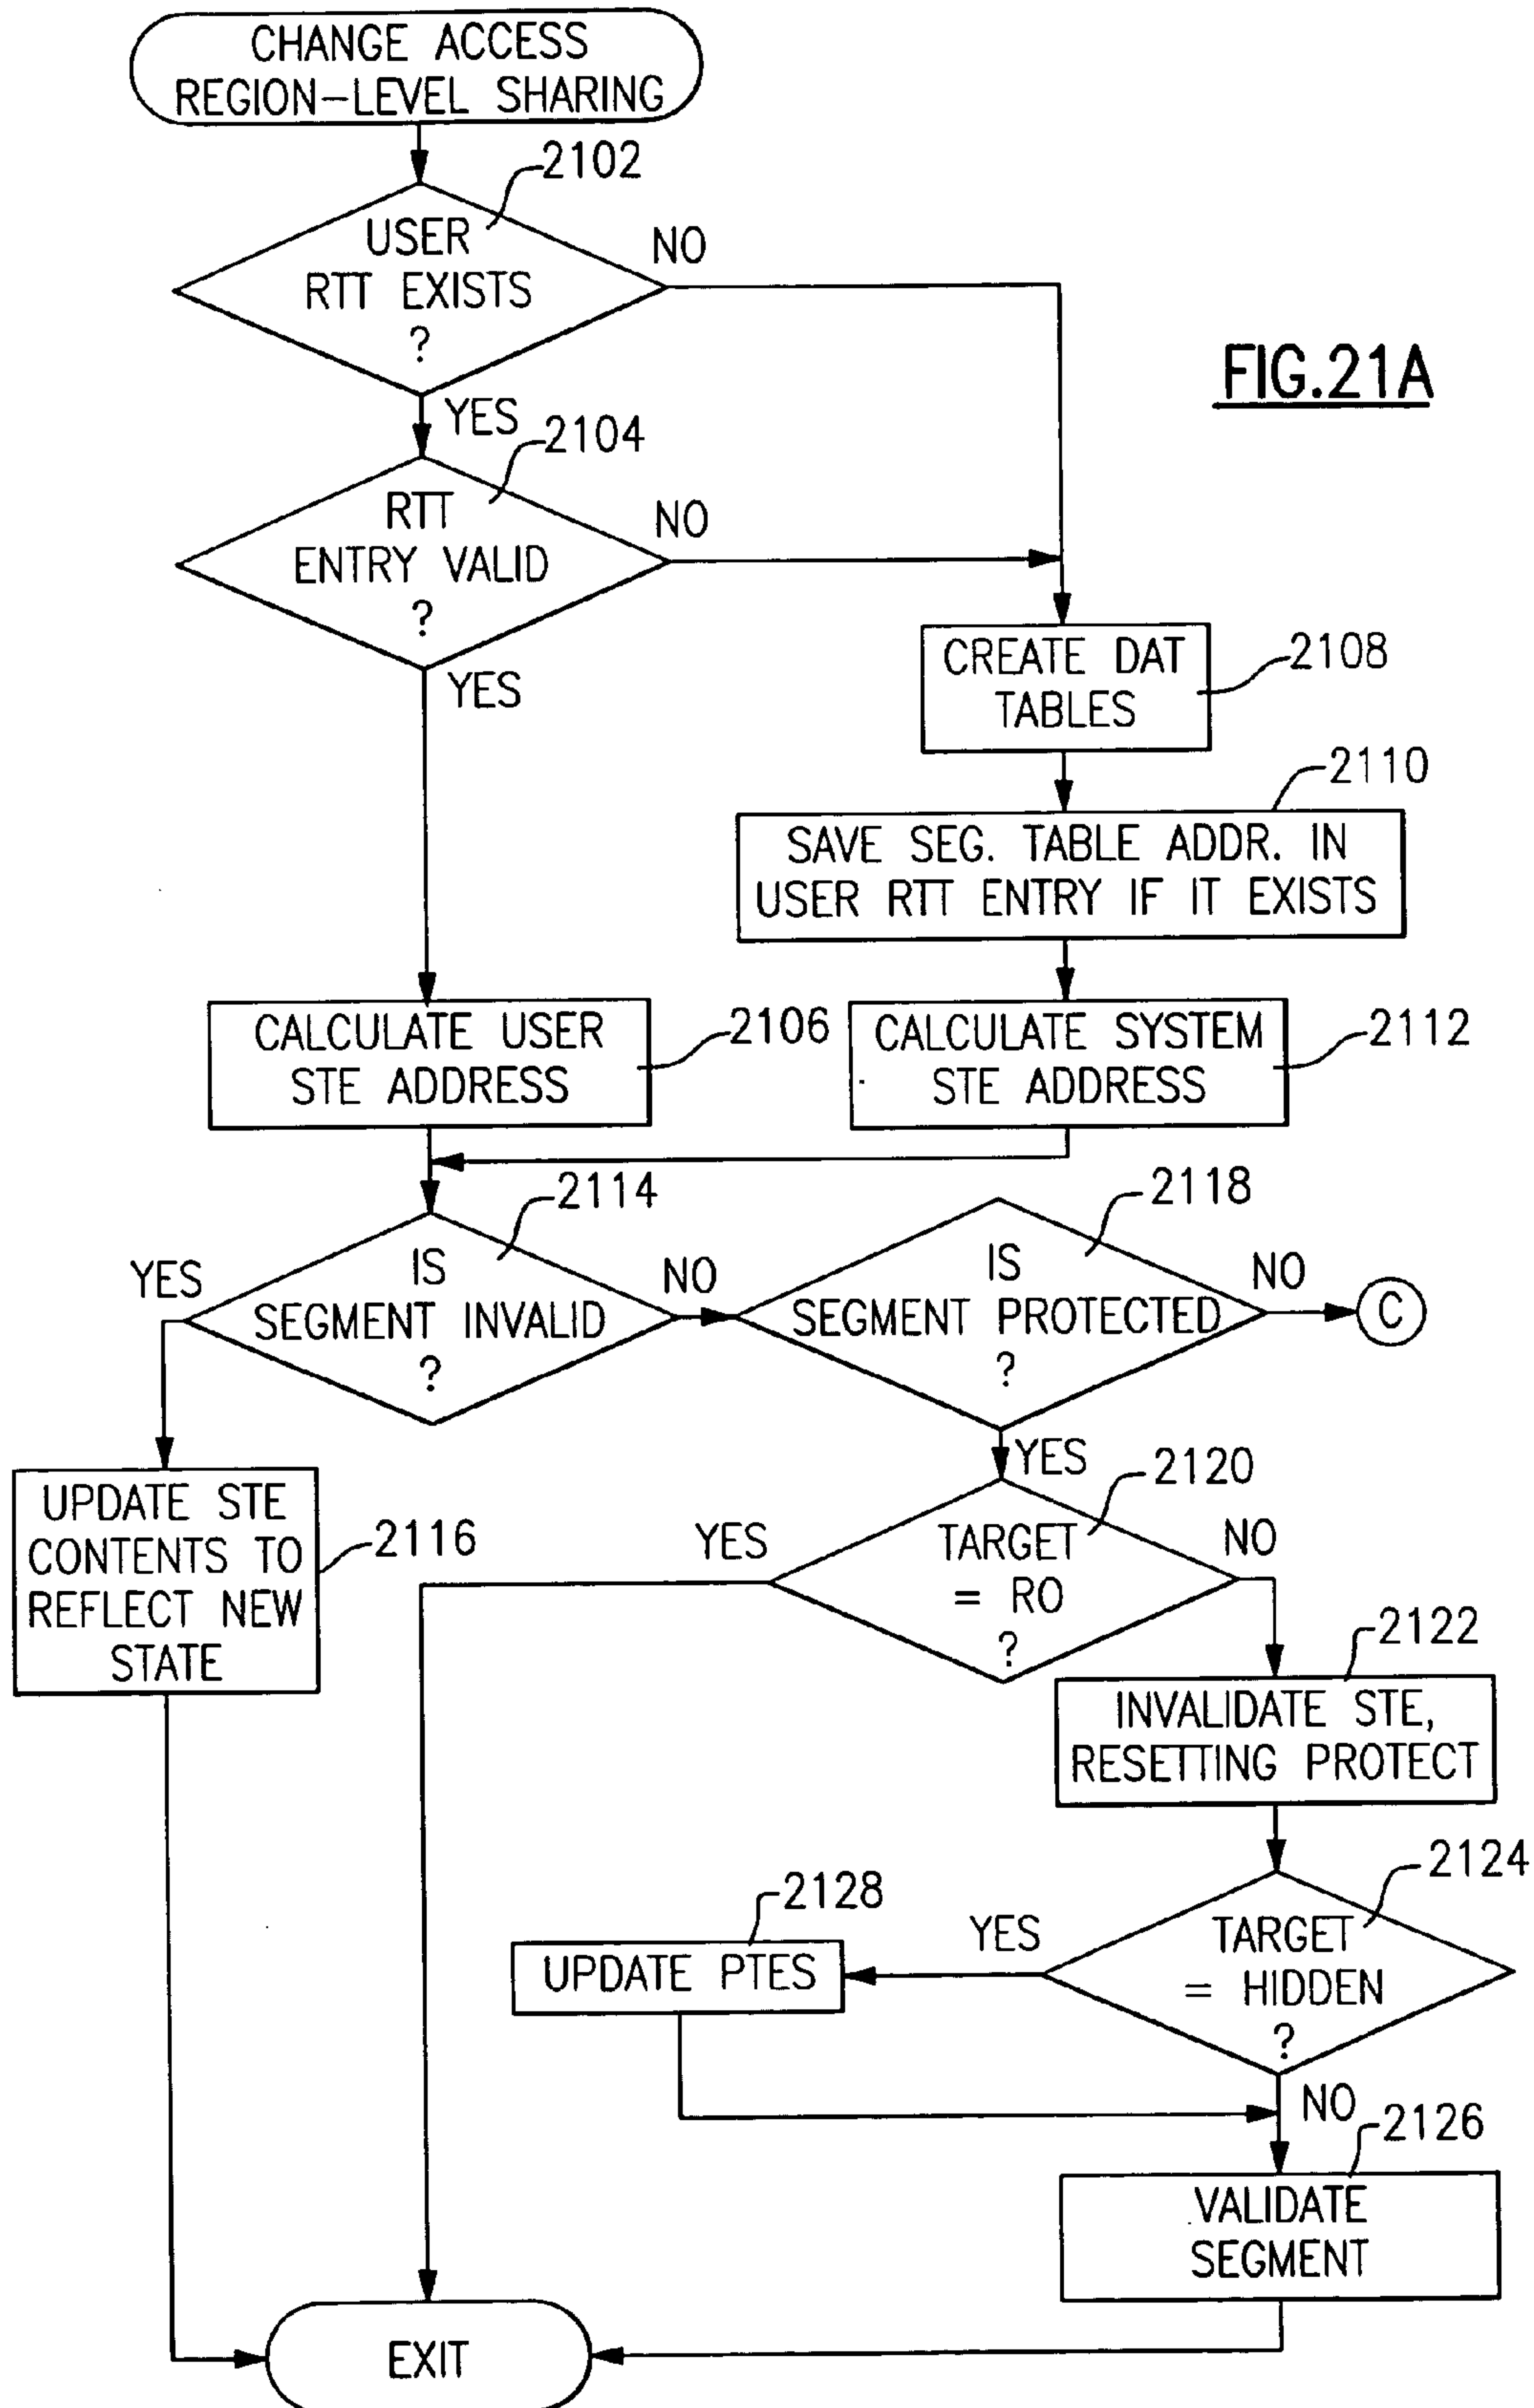 CHANGE ACCESS
REGION-LEVEL SHARING
2102
USER
RTT EXISTS
?
NO
YES
FIG.21A
2104
RTT
ENTRY VALID
?
NO
YES
CREATE DAT
TABLES
2108
2110
SAVE SEG. TABLE ADDR. IN
USER RTT ENTRY IF IT EXISTS
CALCULATE USER
STE ADDRESS
2106
CALCULATE SYSTEM
STE ADDRESS
2112
2114
YES
IS
SEGMENT INVALID
?
NO
2118
IS
SEGMENT PROTECTED
?
NO
C
YES
UPDATE STE
CONTENTS TO
REFLECT NEW
STATE
2116
2120
YES
TARGET
= RO
?
NO
2122
INVALIDATE STE,
RESETTING PROTECT
2124
TARGET
= HIDDEN
?
YES
2128
UPDATE PTES
NO
2126
VALIDATE
SEGMENT
EXIT